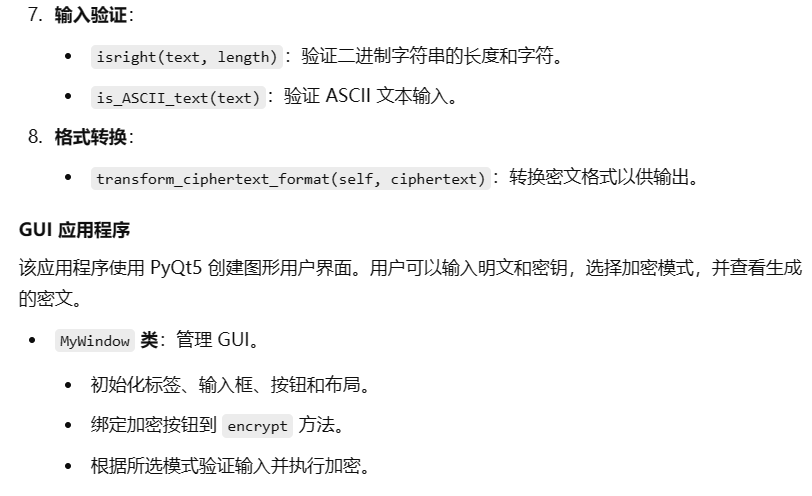 7. 输入验证：
• isright(text, length)：验证二进制字符串的长度和字符。
• is_ASCII_text(text)：验证 ASCII 文本输入。
8. 格式转换：
• transform_ciphertext_format(self, ciphertext)：转换密文格式以供输出。
GUI 应用程序
该应用程序使用 PyQt5 创建图形用户界面。用户可以输入明文和密钥，选择加密模式，并查看生成
的密文。
• MyWindow 类：管理 GUI。
• 初始化标签、输入框、按钮和布局。
• 绑定加密按钮到 encrypt 方法。
• 根据所选模式验证输入并执行加密。